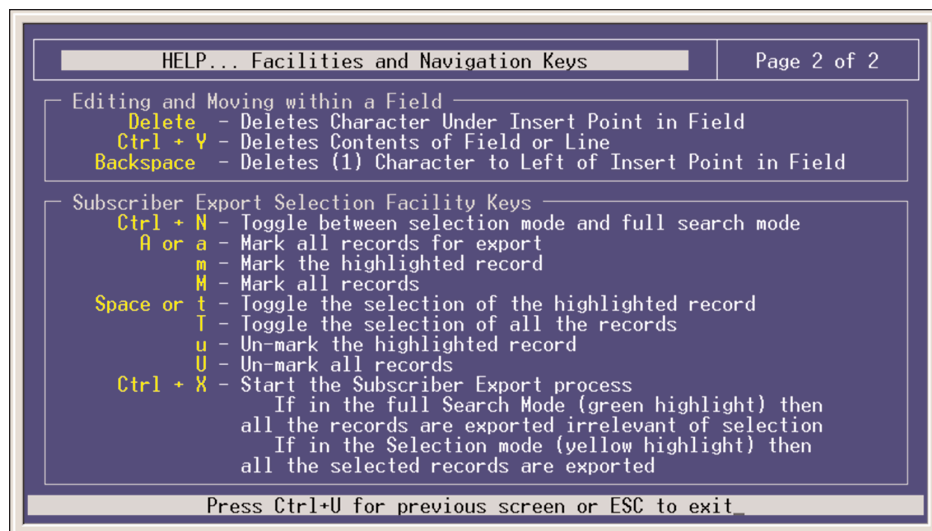 HELP... Facilities and Navigation Keys Page 2 of 2
Editing and Moving within a Field
Delete - Deletes Character Under Insert Point in Field
Ctrl + Y - Deletes Contents of Field or Line
Backspace - Deletes (1) Character to Left of Insert Point in Field
Subscriber Export Selection Facility Keys
Ctrl + N - Toggle between selection mode and full search mode
A or a - Mark all records for export
m - Mark the highlighted record
M - Mark all records
Space or t - Toggle the selection of the highlighted record
T - Toggle the selection of all the records
u - Un-mark the highlighted record
U - Un-mark all records
Ctrl + X - Start the Subscriber Export process
If in the full Search Mode (green highlight) then
all the records are exported irrelevant of selection
If in the Selection mode (yellow highlight) then
all the selected records are exported
Press Ctrl+U for previous screen or ESC to exit_